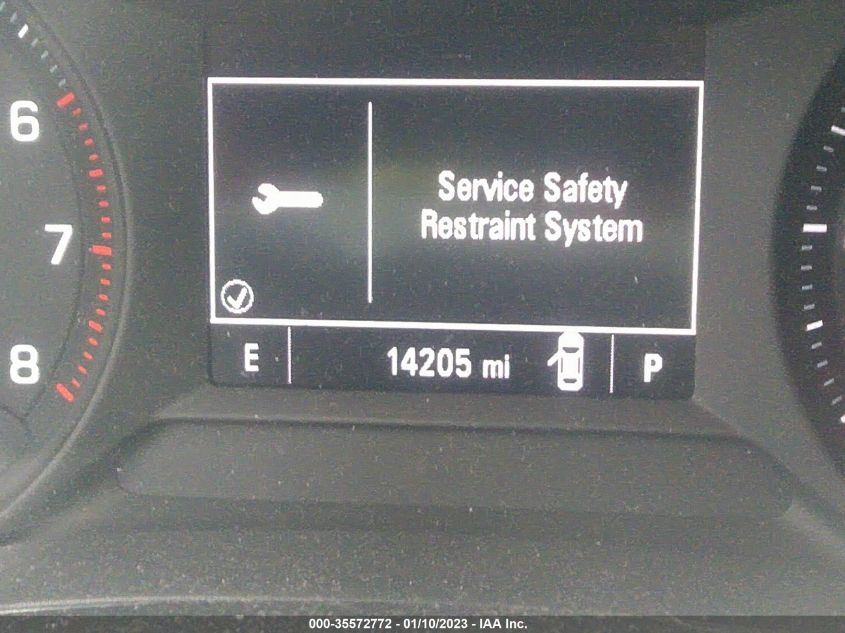 6
7
8
Service Safety
Restraint System
E
14205 mi
P
000-35572772 - 01/10/2023 - IAA Inc.